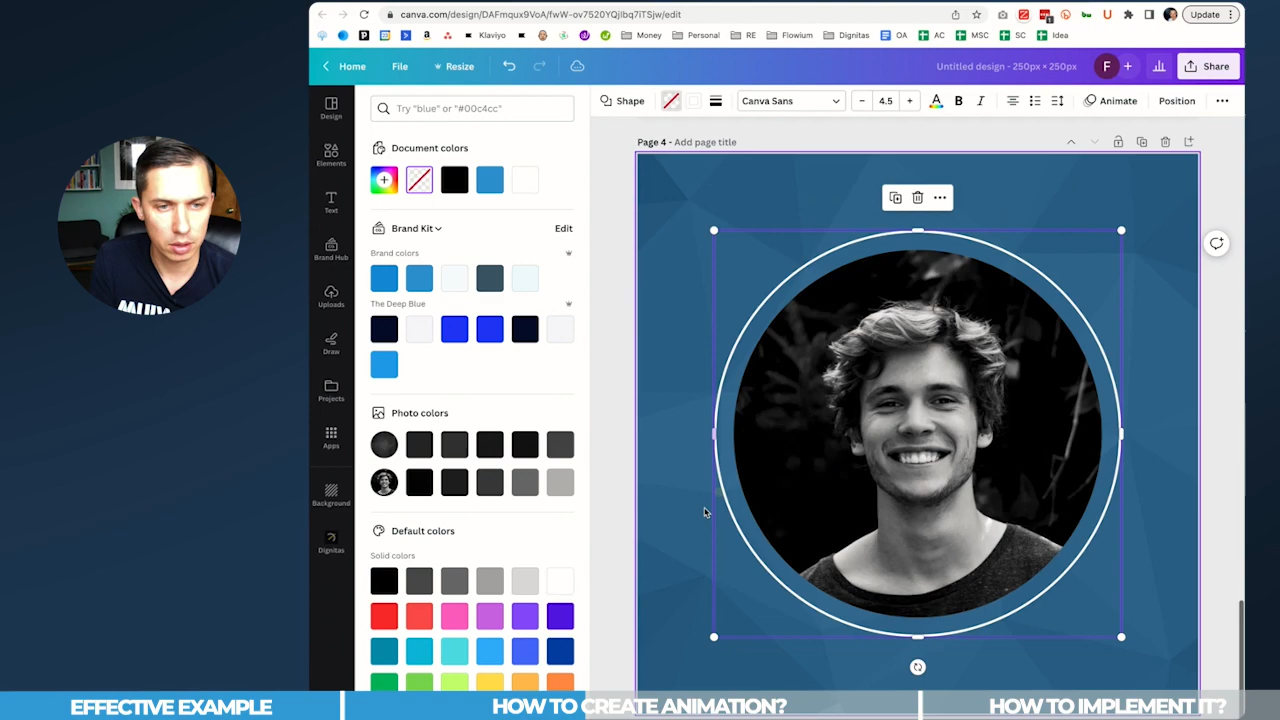 canva.com/design/DAFmqux9VoA/fwW-ov7520YQjIbq7iTSjw/edit
Update
Klaviyo
Money
Personal
RE
Flowium
Dignitas
OA
AC
MSC
SC
Idea
Home
File
Resize
Untitled design - 250px × 250px
F
Share
Design
Elements
Text
Brand Hub
Uploads
Draw
Projects
Apps
Background
Dignitas
Try "blue" or "#00c4cc"
Document colors
Brand Kit
Edit
Brand colors
The Deep Blue
Photo colors
Default colors
Solid colors
Shape
Canva Sans
4.5
A
B
I
Animate
Position
Page 4 - Add page title
EFFECTIVE EXAMPLE
HOW TO CREATE ANIMATION?
HOW TO IMPLEMENT IT?